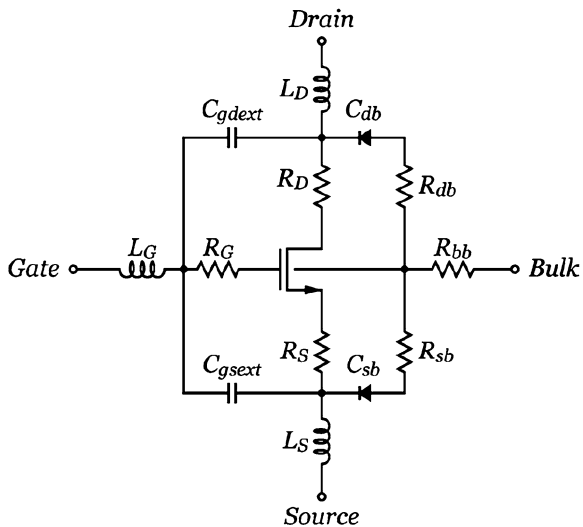 Drain
L_D
C_gdext
C_db
R_D
R_db
L_G
R_G
R_bb
Gate
Bulk
R_S
C_sb
R_sb
C_gsext
L_S
Source